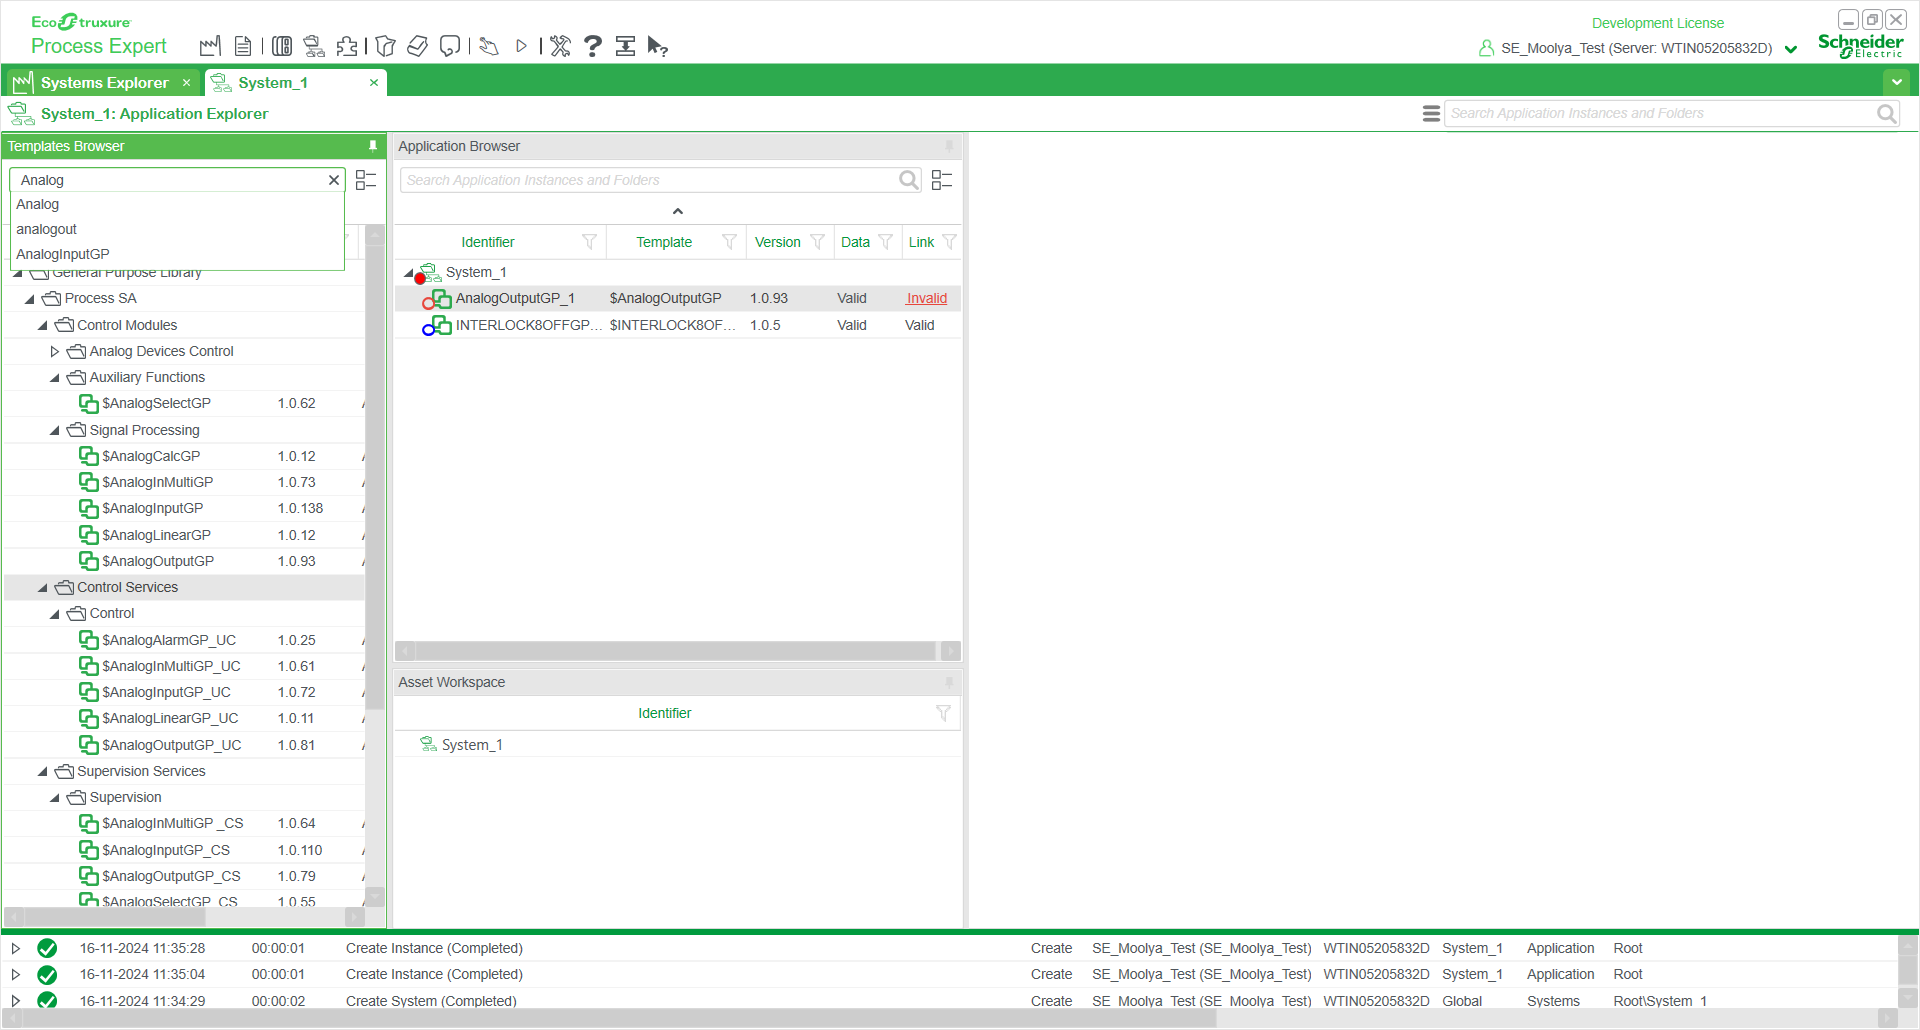 EcoStruxure
Process Expert
Development License
SE_Moolya_Test (Server: WTIN05205832D)
Schneider Electric
Systems Explorer
System_1
System_1: Application Explorer
Search Application Instances and Folders
Templates Browser
Analog
Analog
analogout
AnalogInputGP
General Purpose Library
Process SA
Control Modules
Analog Devices Control
Auxiliary Functions
$AnalogSelectGP 1.0.62
Signal Processing
$AnalogCalcGP 1.0.12
$AnalogInMultiGP 1.0.73
$AnalogInputGP 1.0.138
$AnalogLinearGP 1.0.12
$AnalogOutputGP 1.0.93
Control Services
Control
$AnalogAlarmGP_UC 1.0.25
$AnalogInMultiGP_UC 1.0.61
$AnalogInputGP_UC 1.0.72
$AnalogLinearGP_UC 1.0.11
$AnalogOutputGP_UC 1.0.81
Supervision Services
Supervision
$AnalogInMultiGP _CS 1.0.64
$AnalogInputGP_CS 1.0.110
$AnalogOutputGP_CS 1.0.79
$AnalogSelectGP_CS 1.0.55
Application Browser
Search Application Instances and Folders
Identifier Template Version Data Link
System_1
AnalogOutputGP_1 $AnalogOutputGP 1.0.93 Valid Invalid
INTERLOCK8OFFGP... $INTERLOCK8OF... 1.0.5 Valid Valid
Asset Workspace
Identifier
System_1
16-11-2024 11:35:28 00:00:01 Create Instance (Completed) Create SE_Moolya_Test (SE_Moolya_Test) WTIN05205832D System_1 Application Root
16-11-2024 11:35:04 00:00:01 Create Instance (Completed) Create SE_Moolya_Test (SE_Moolya_Test) WTIN05205832D System_1 Application Root
16-11-2024 11:34:29 00:00:02 Create System (Completed) Create SE_Moolya_Test (SE_Moolya_Test) WTIN05205832D Global Systems Root\System_1